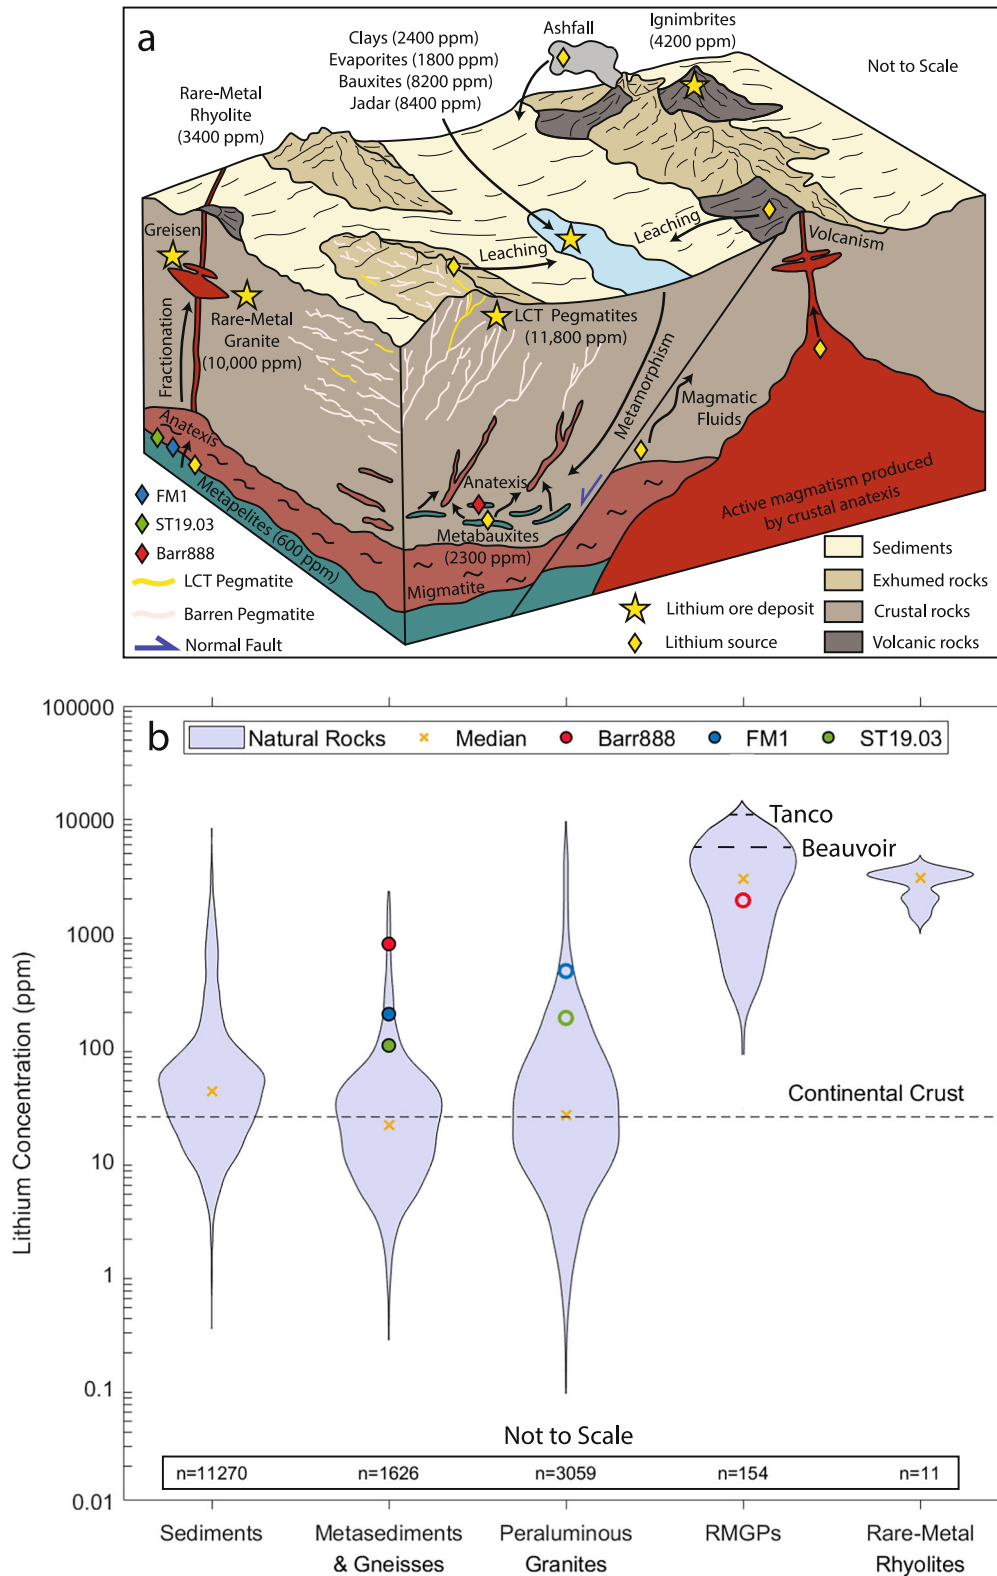 a
Clays (2400 ppm)
Evaporites (1800 ppm)
Bauxites (8200 ppm)
Jadar (8400 ppm)
Ashfall
Ignimbrites
(4200 ppm)
Not to Scale
Rare-Metal
Rhyolite
(3400 ppm)
Greisen
Leaching
Leaching
Volcanism
Rare-Metal
Granite
(10,000 ppm)
Fractionation
LCT Pegmatites
(11,800 ppm)
Metamorphism
Magmatic
Fluids
Anatexis
Anatexis
Metapelites (600 ppm)
Metabauxites
(2300 ppm)
Migmatite
Active magmatism produced
by crustal anatexis
FM1
ST19.03
Barr888
LCT Pegmatite
Barren Pegmatite
Normal Fault
Lithium ore deposit
Lithium source
Sediments
Exhumed rocks
Crustal rocks
Volcanic rocks
b
Natural Rocks
Median
Barr888
FM1
ST19.03
Lithium Concentration (ppm)
100000
10000
1000
100
10
1
0.1
0.01
Tanco
Beauvoir
Continental Crust
Not to Scale
n=11270
n=1626
n=3059
n=154
n=11
Sediments
Metasediments
& Gneisses
Peraluminous
Granites
RMGPs
Rare-Metal
Rhyolites